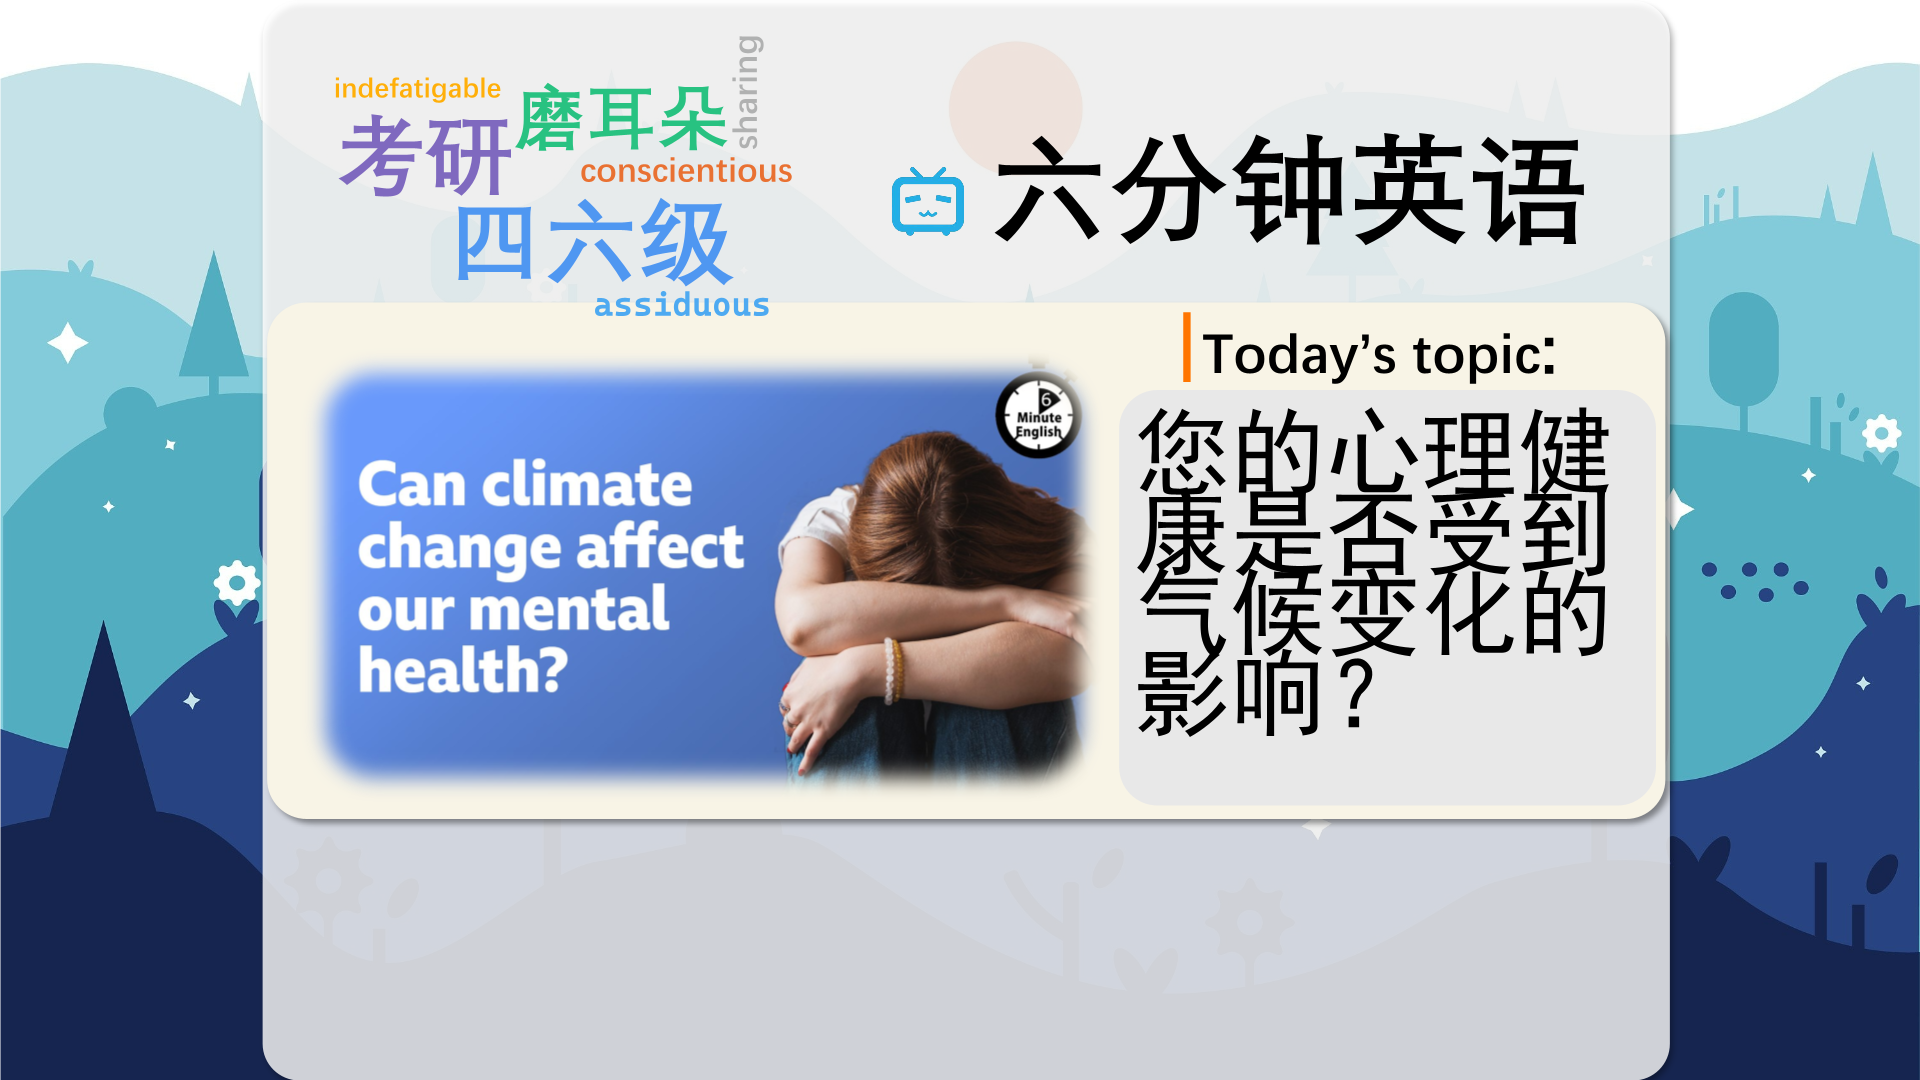 indefatigable
磨耳朵
sharing
考研
conscientious
四六级
assiduous
六分钟英语
Today’s topic:
6
Minute
English
Can climate
change affect
our mental
health?
您的心理健
康是否受到
气候变化的
影响？